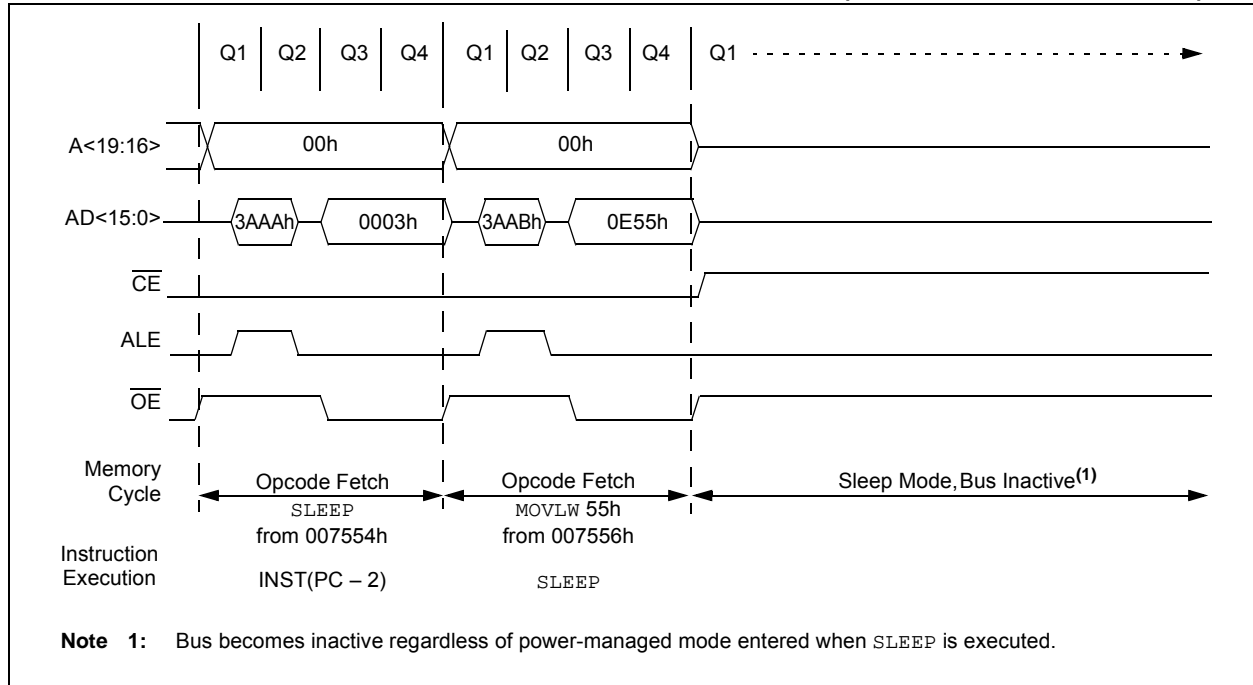 Q1 Q2 Q3 Q4 Q1 Q2 Q3 Q4 Q1
A<19:16> 00h 00h
AD<15:0> 3AAAh 0003h 3AABh 0E55h
CE
ALE
OE
Memory Cycle
Opcode Fetch
SLEEP
from 007554h
Opcode Fetch
MOVLW 55h
from 007556h
Sleep Mode, Bus Inactive(1)
Instruction Execution
INST(PC – 2)
SLEEP
Note 1: Bus becomes inactive regardless of power-managed mode entered when SLEEP is executed.